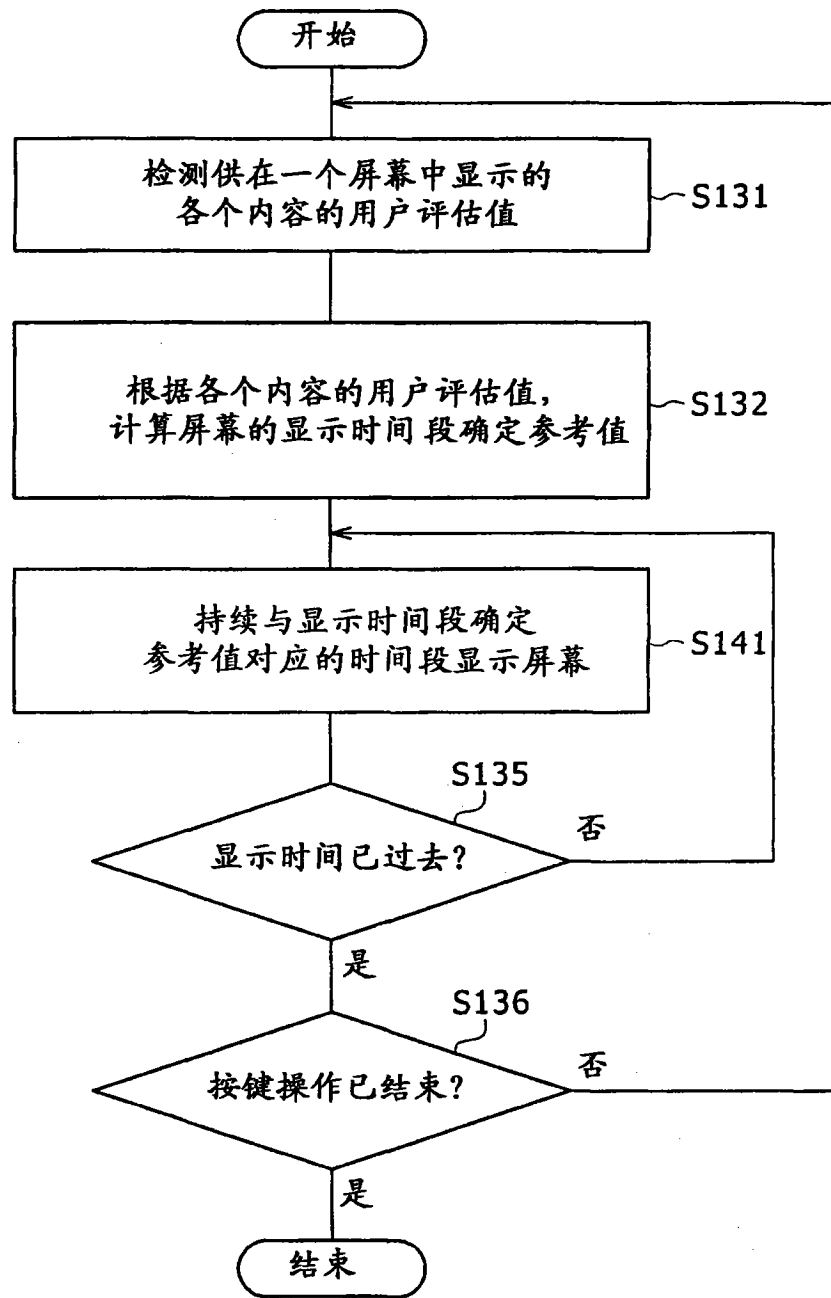 开始
检测供在一个屏幕中显示的
各个内容的用户评估值
S131
根据各个内容的用户评估值，
计算屏幕的显示时间段确定参考值
S132
持续与显示时间段确定
参考值对应的时间段显示屏幕
S141
S135
显示时间已过去？
否
是
S136
按键操作已结束？
否
是
结束